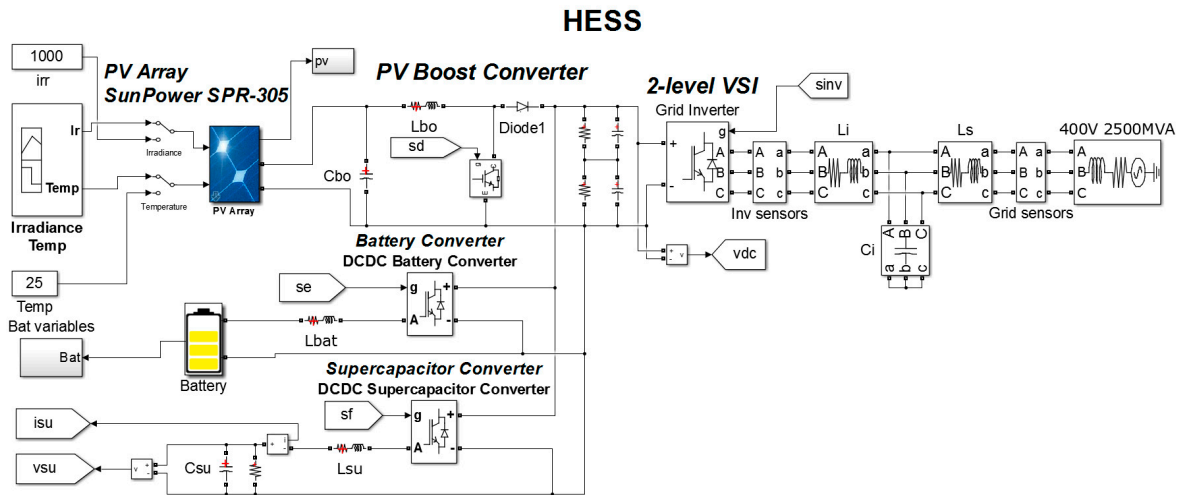 HESS
1000
irr
PV Array
SunPower SPR-305
pv
PV Boost Converter
2-level VSI
Grid Inverter
sinv
Ir
Irradiance
Temp
Temperature
PV Array
Irradiance
Temp
Cbo
Lbo
sd
g
C
E
Diode1
+
-
g
A
B
C
A
B
C
Inv sensors
Li
A
B
C
Ls
A a
B b
C c
a
b
c
Grid sensors
400V 2500MVA
A
B
C
Ci
A B C
a b c
+
-
v
vdc
25
Temp
Battery Converter
DCDC Battery Converter
se
g +
A -
Lbat
Bat variables
Bat
Battery
Supercapacitor Converter
DCDC Supercapacitor Converter
sf
g +
A -
Lsu
isu
+ i
-
vsu
v +
-
Csu